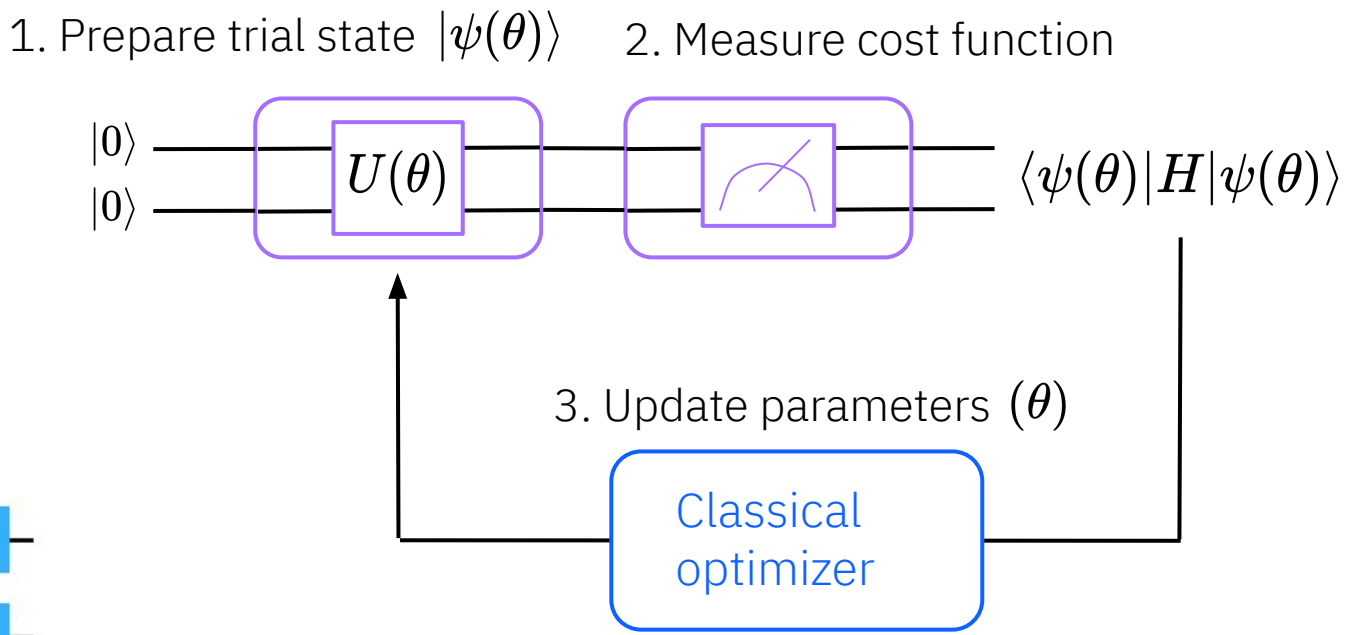 1. Prepare trial state |ψ(θ)⟩
2. Measure cost function
|0⟩
|0⟩
U(θ)
⟨ψ(θ)|H|ψ(θ)⟩
3. Update parameters (θ)
Classical
optimizer